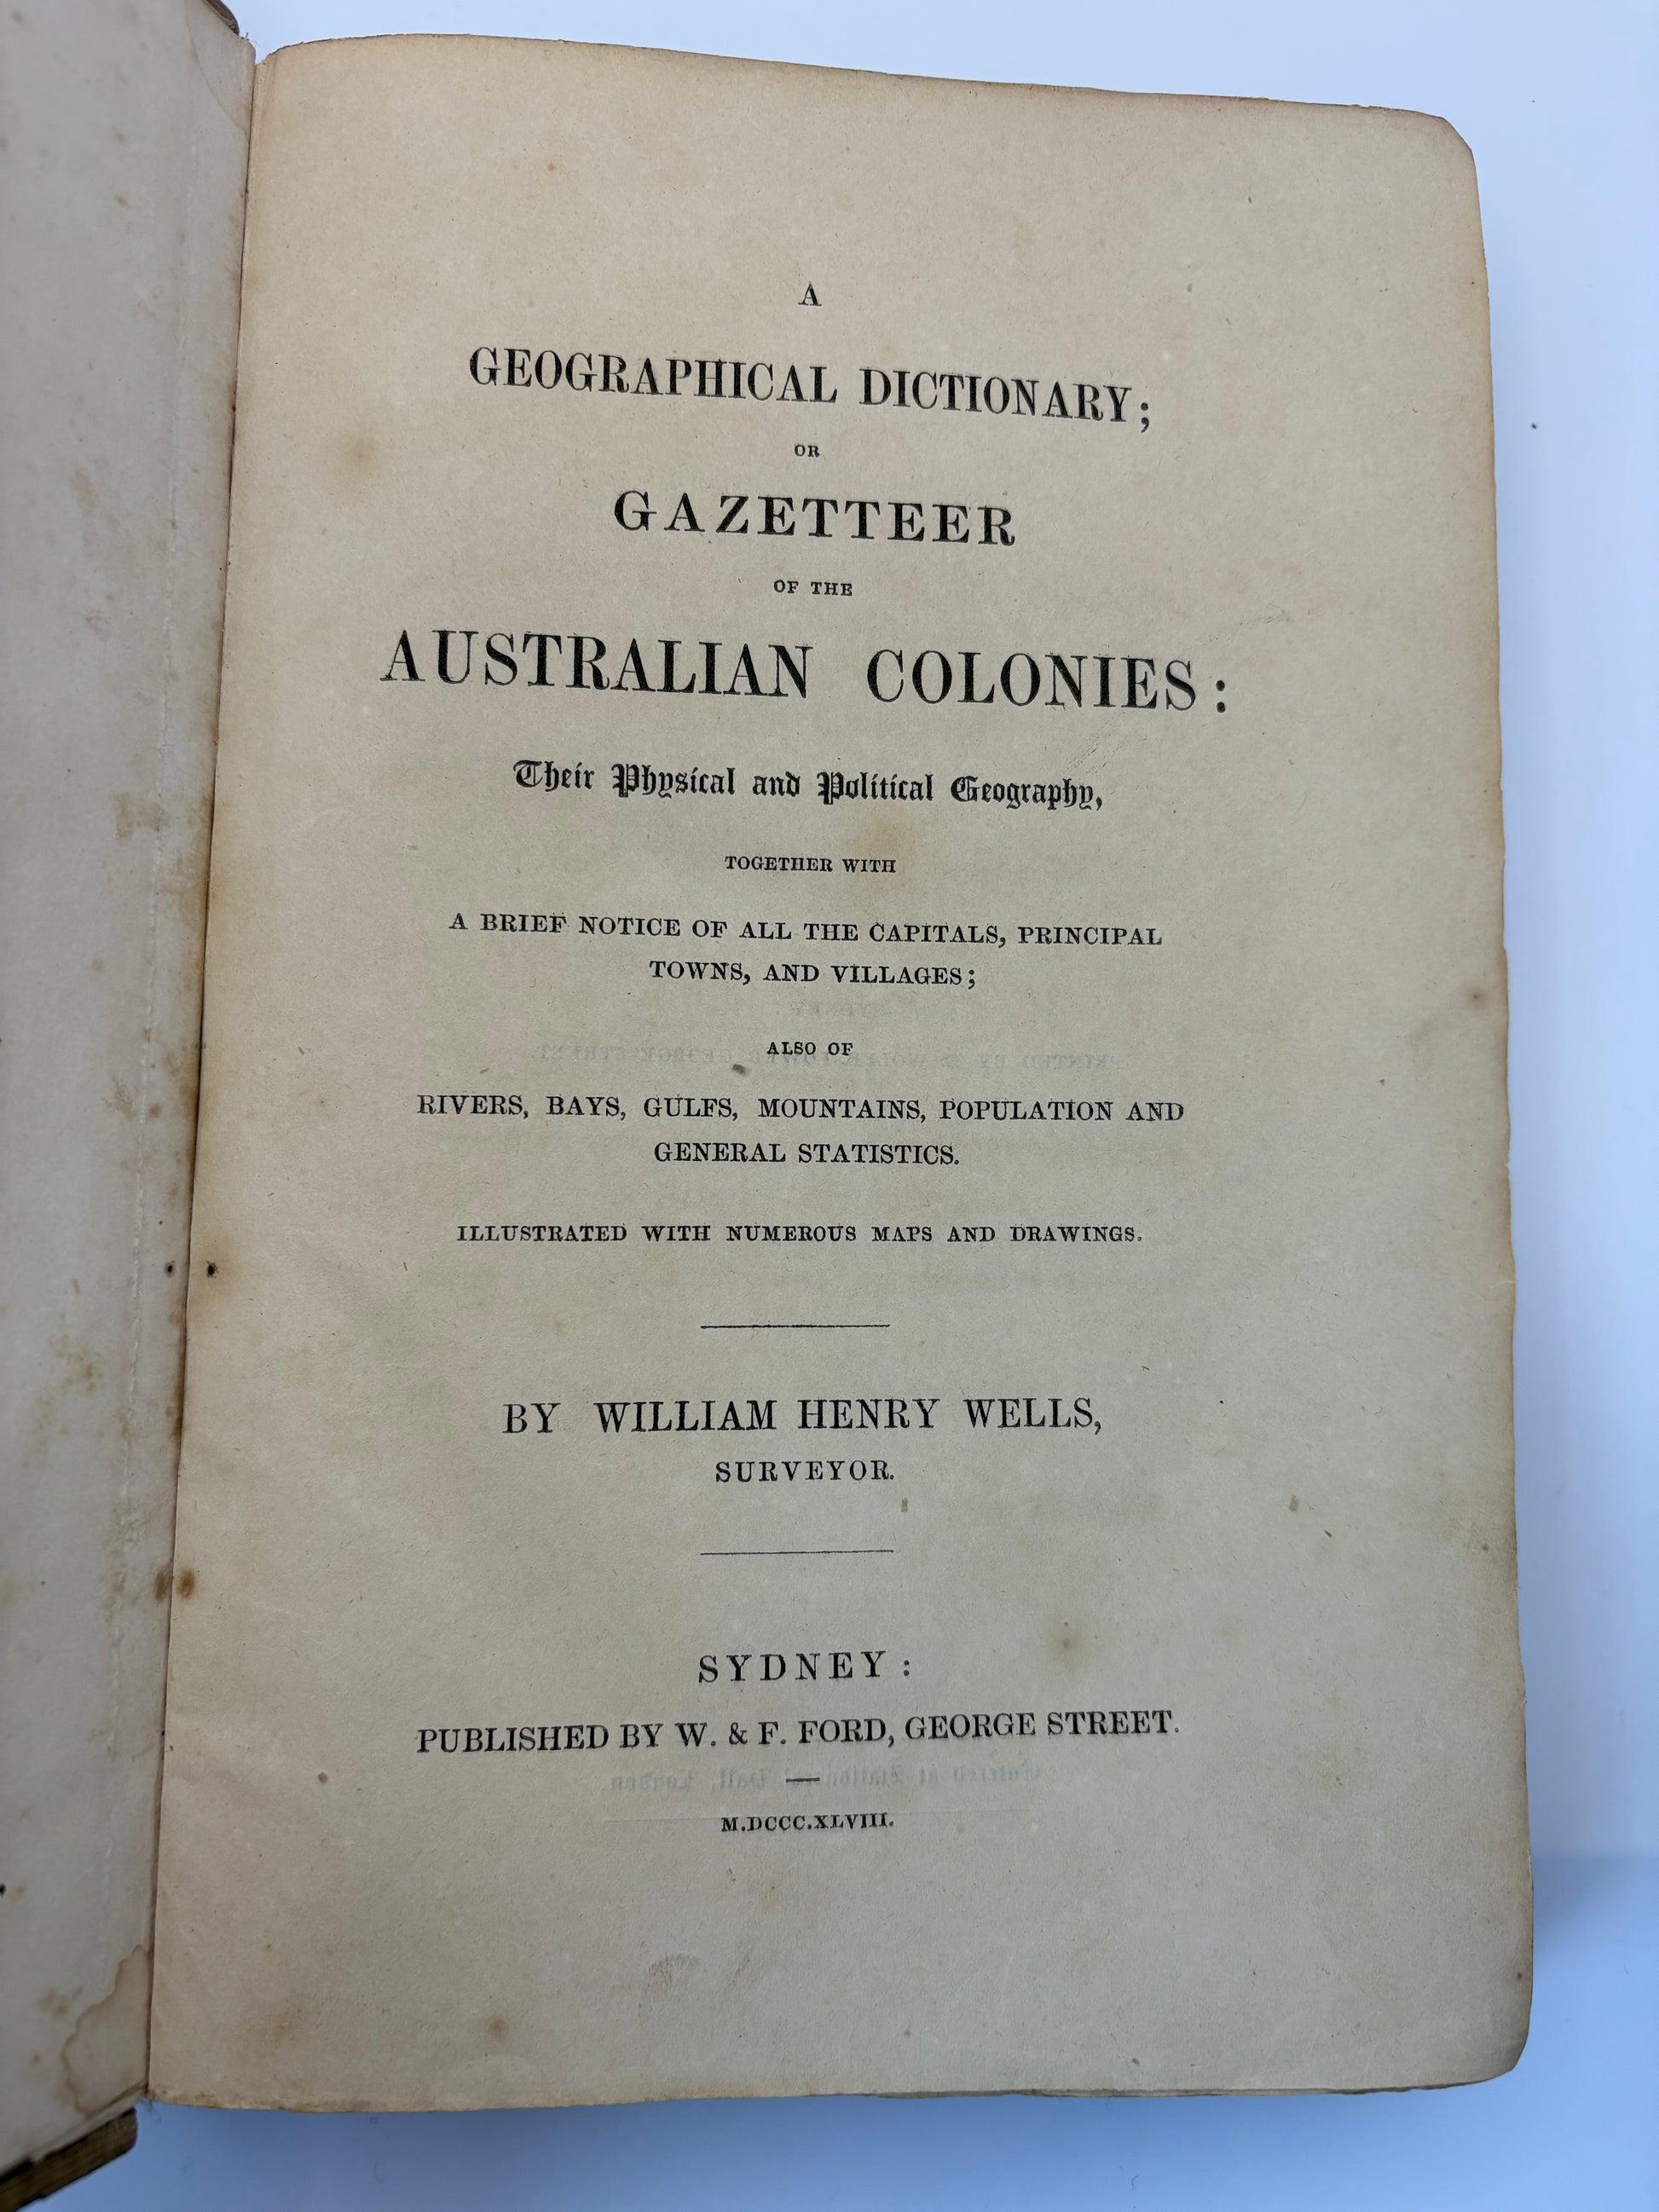 A
GEOGRAPHICAL DICTIONARY;
OR
GAZETTEER
OF THE
AUSTRALIAN COLONIES:
Their Physical and Political Geography,
TOGETHER WITH
A BRIEF NOTICE OF ALL THE CAPITALS, PRINCIPAL
TOWNS, AND VILLAGES;
ALSO OF
RIVERS, BAYS, GULFS, MOUNTAINS, POPULATION AND
GENERAL STATISTICS.
ILLUSTRATED WITH NUMEROUS MAPS AND DRAWINGS.
BY WILLIAM HENRY WELLS,
SURVEYOR.
SYDNEY:
PUBLISHED BY W. & F. FORD, GEORGE STREET.
M.DCCC.XLVIII.